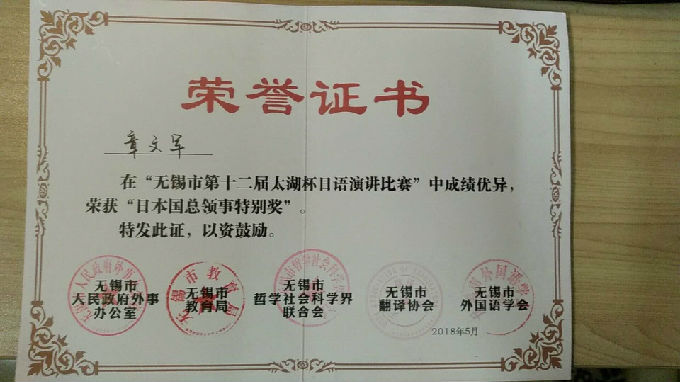 荣誉证书
章文军
在“无锡市第十二届太湖杯日语演讲比赛”中成绩优异，
荣获“日本国总领事特别奖”。
特发此证，以资鼓励。
无锡市
人民政府外事
办公室
无锡市
教育局
无锡市
哲学社会科学界
联合会
无锡市
翻译协会
无锡市
外国语学会
2018年5月